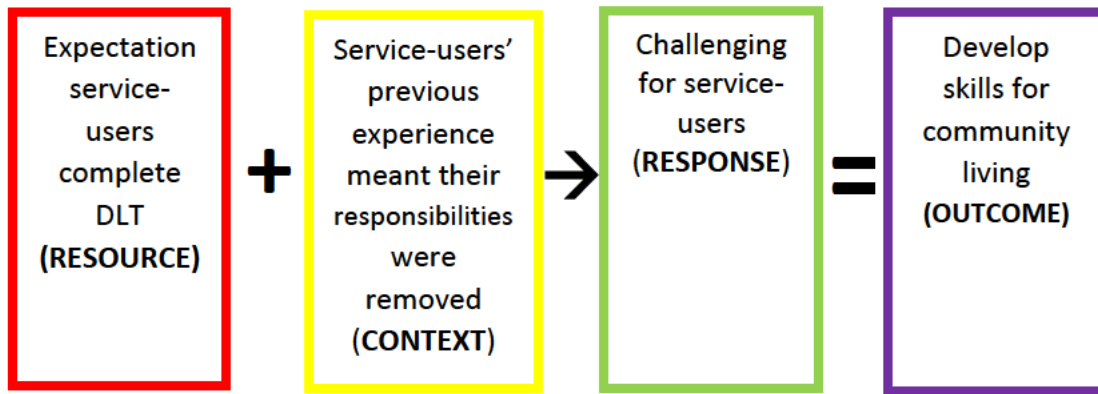 Expectation
service-
users
complete
DLT
(RESOURCE)
+
Service-users’
previous
experience
meant their
responsibilities
were
removed
(CONTEXT)
→
Challenging
for service-
users
(RESPONSE)
=
Develop
skills for
community
living
(OUTCOME)